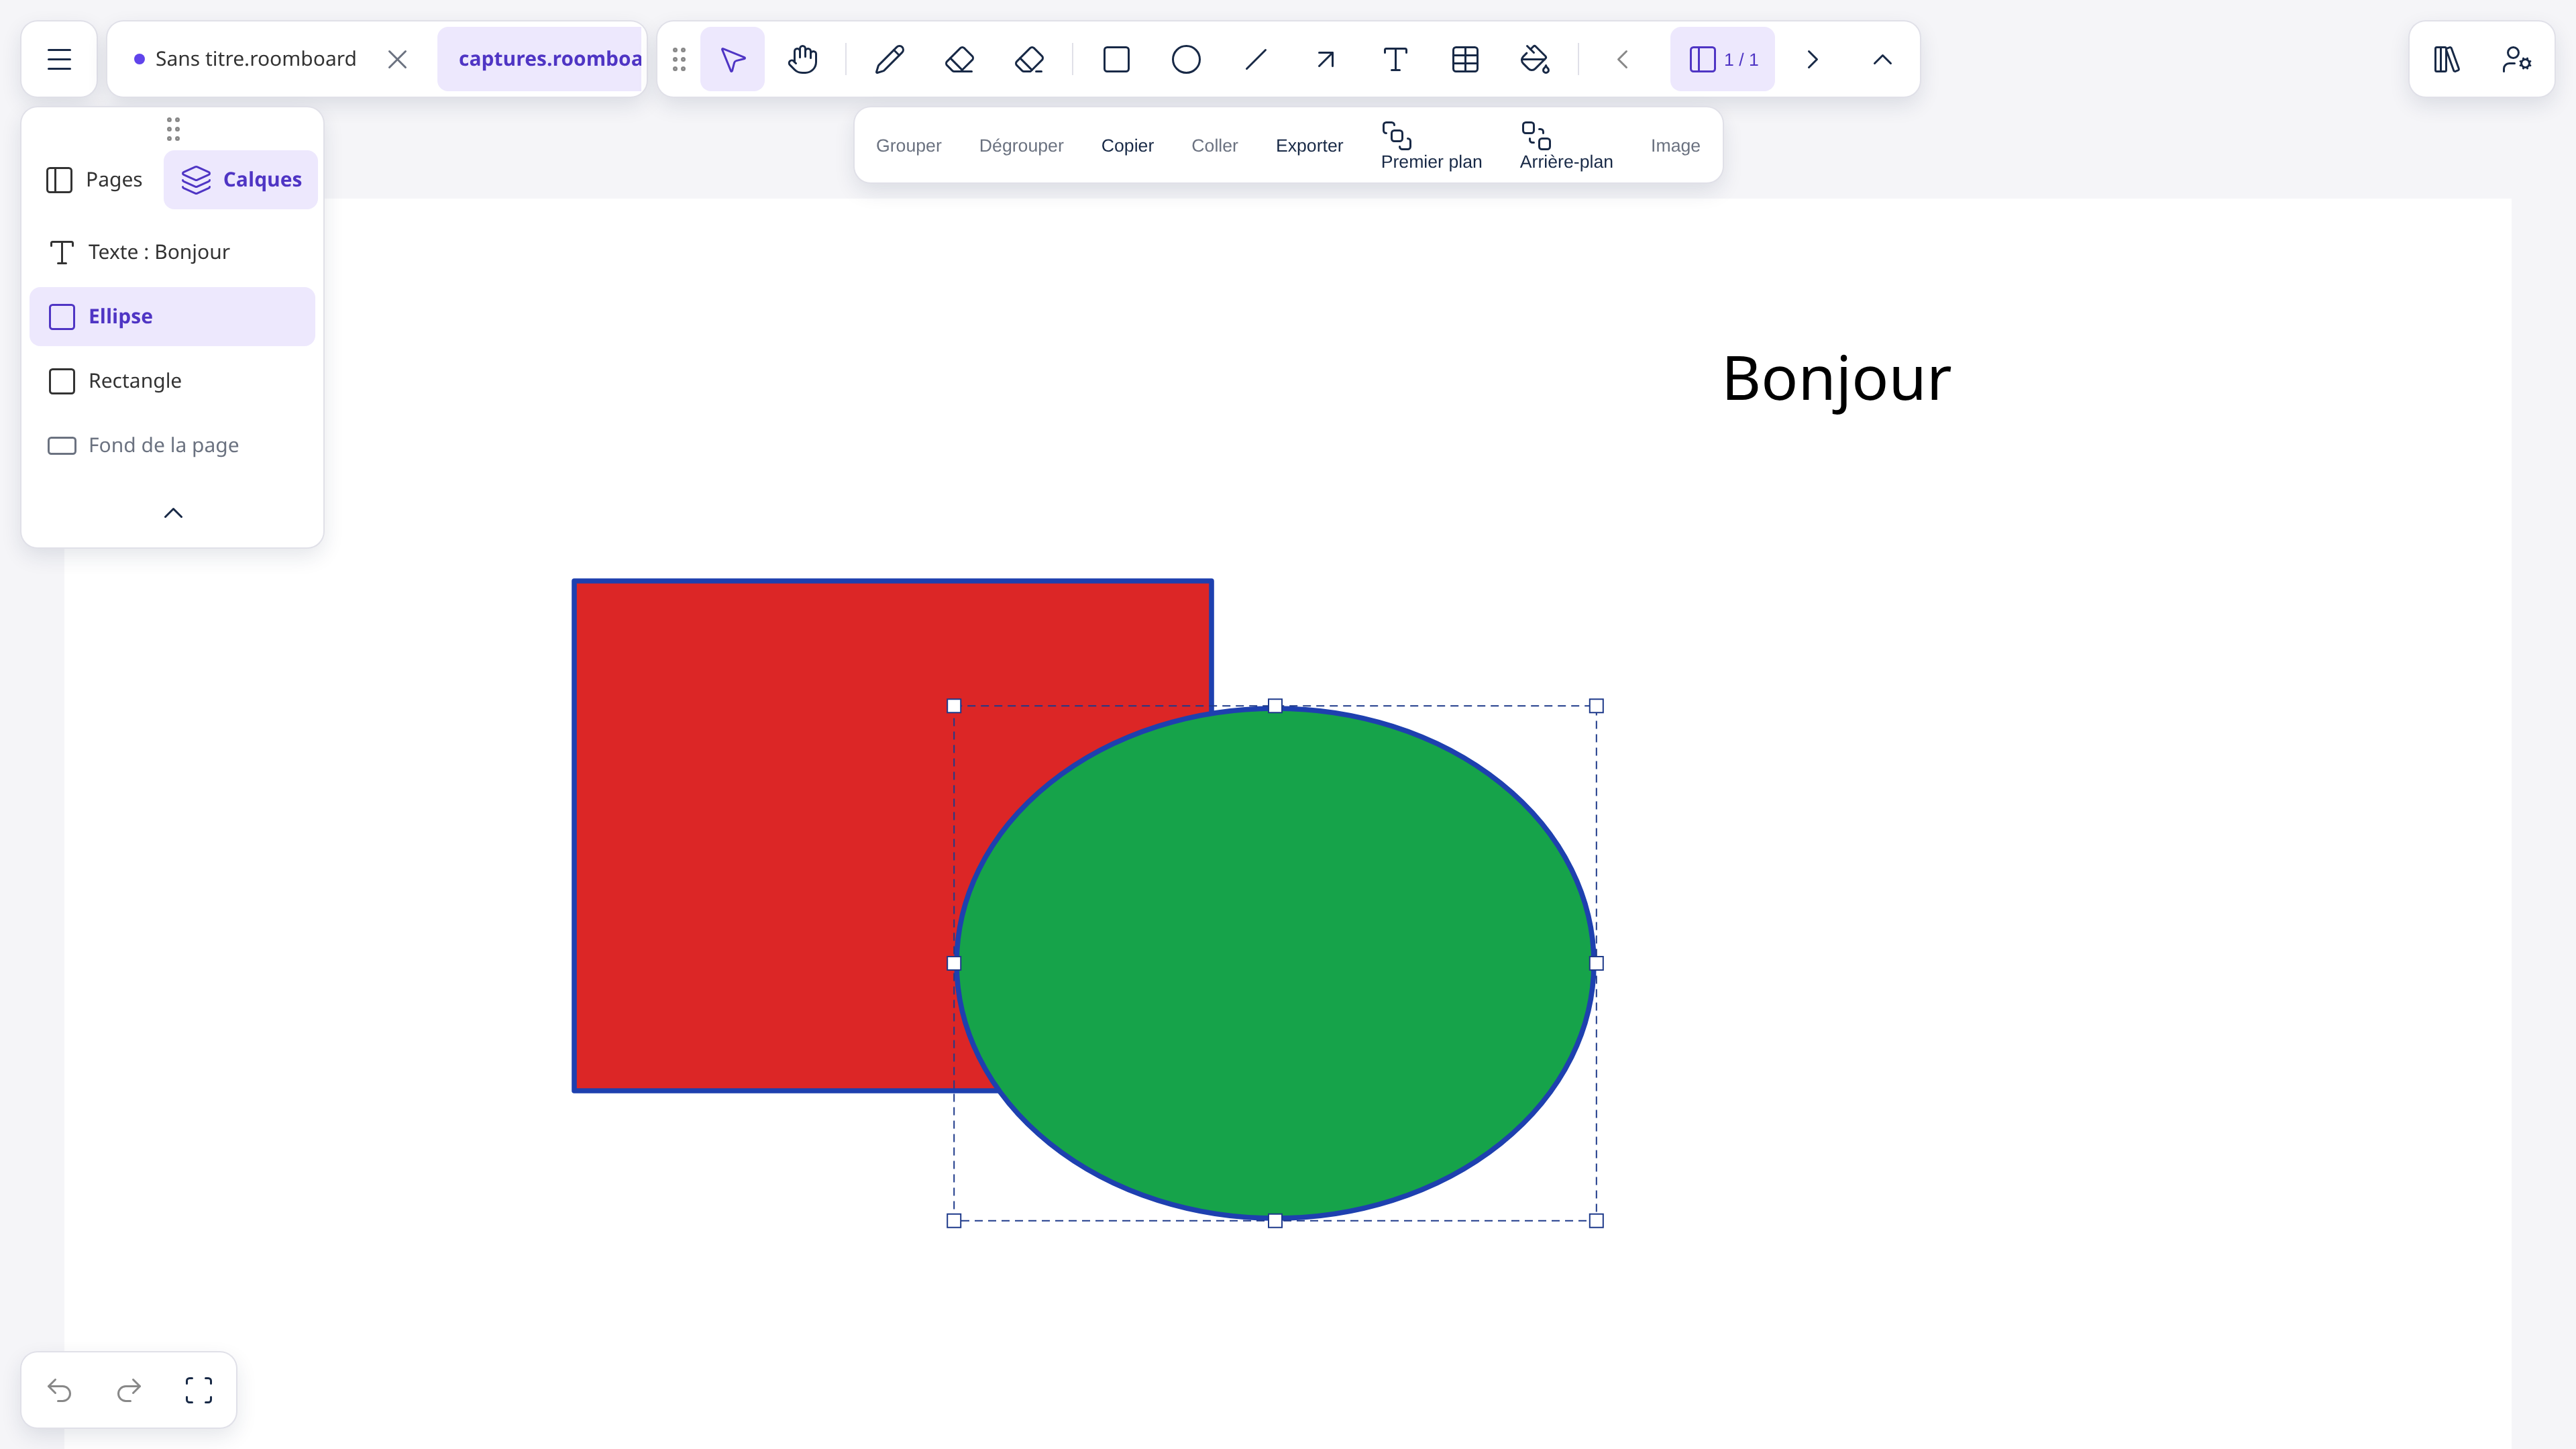 Sans titre.roomboard
captures.roomboa
1 / 1
Grouper
Dégrouper
Copier
Coller
Exporter
Premier plan
Arrière-plan
Image
Pages
Calques
Texte : Bonjour
Ellipse
Rectangle
Fond de la page
Bonjour